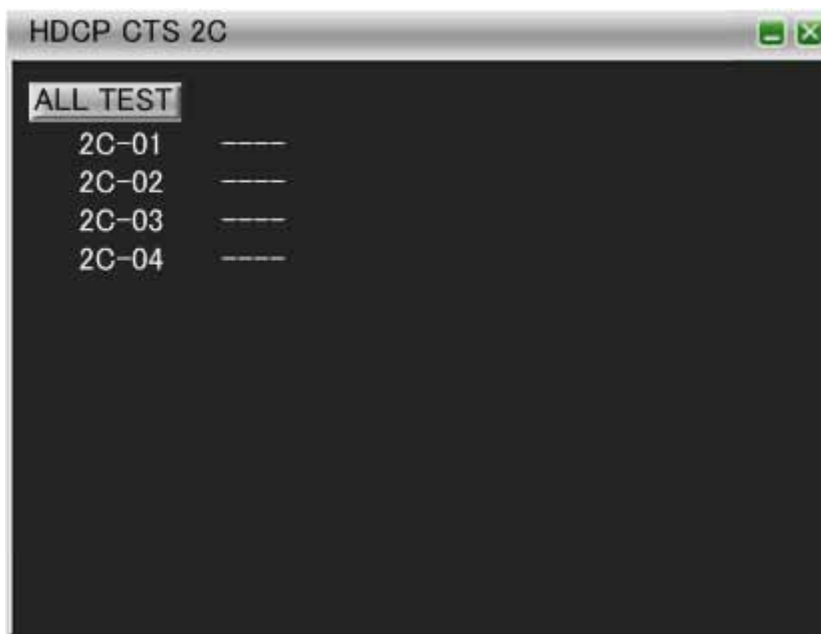 HDCP CTS 2C
ALL TEST
2C-01 ----
2C-02 ----
2C-03 ----
2C-04 ----